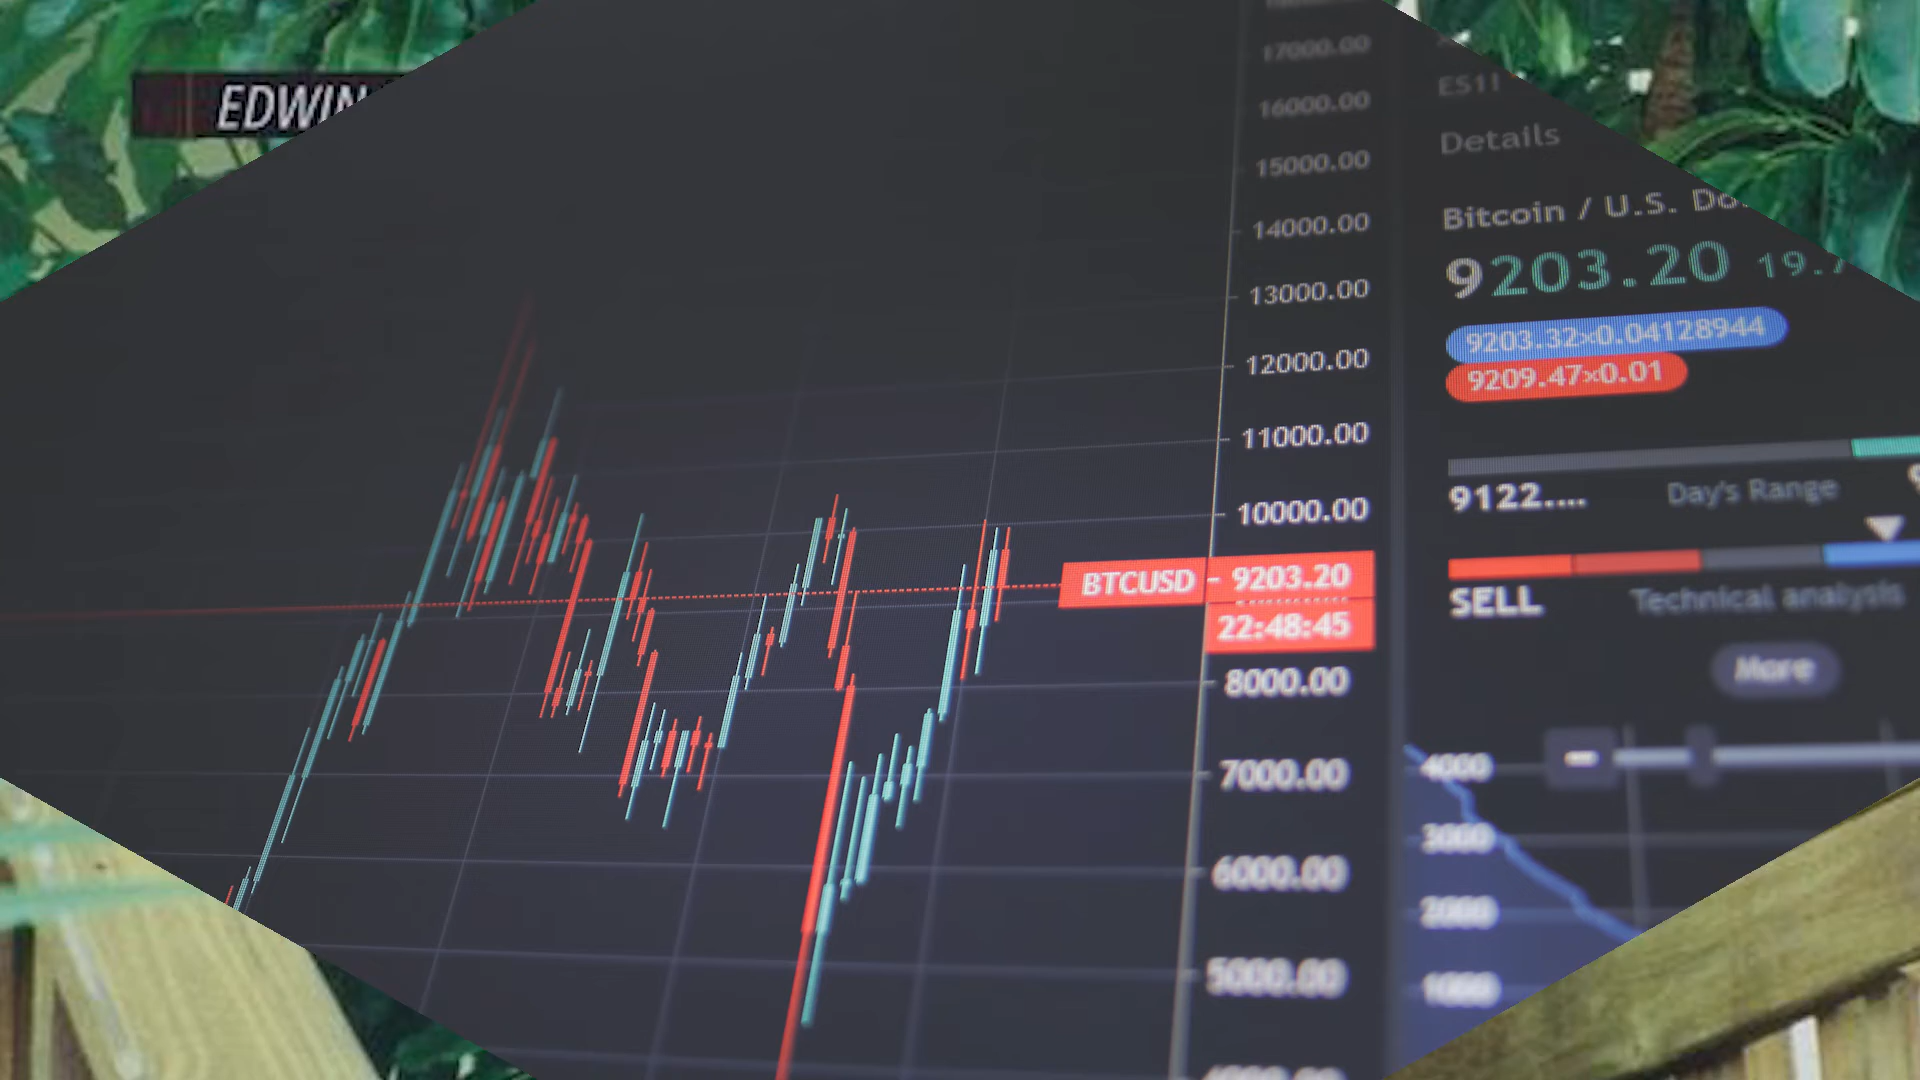 EDWIN
17000.00
16000.00
15000.00
14000.00
13000.00
12000.00
11000.00
10000.00
BTCUSD
9203.20
22:48:45
8000.00
7000.00
6000.00
5000.00
ES1!
Details
Bitcoin / U.S.
9203.20
9203.32×0.04128944
9209.47×0.01
9122....
Day's Range
SELL
Technical analysis
More
4000
3000
2000
1000